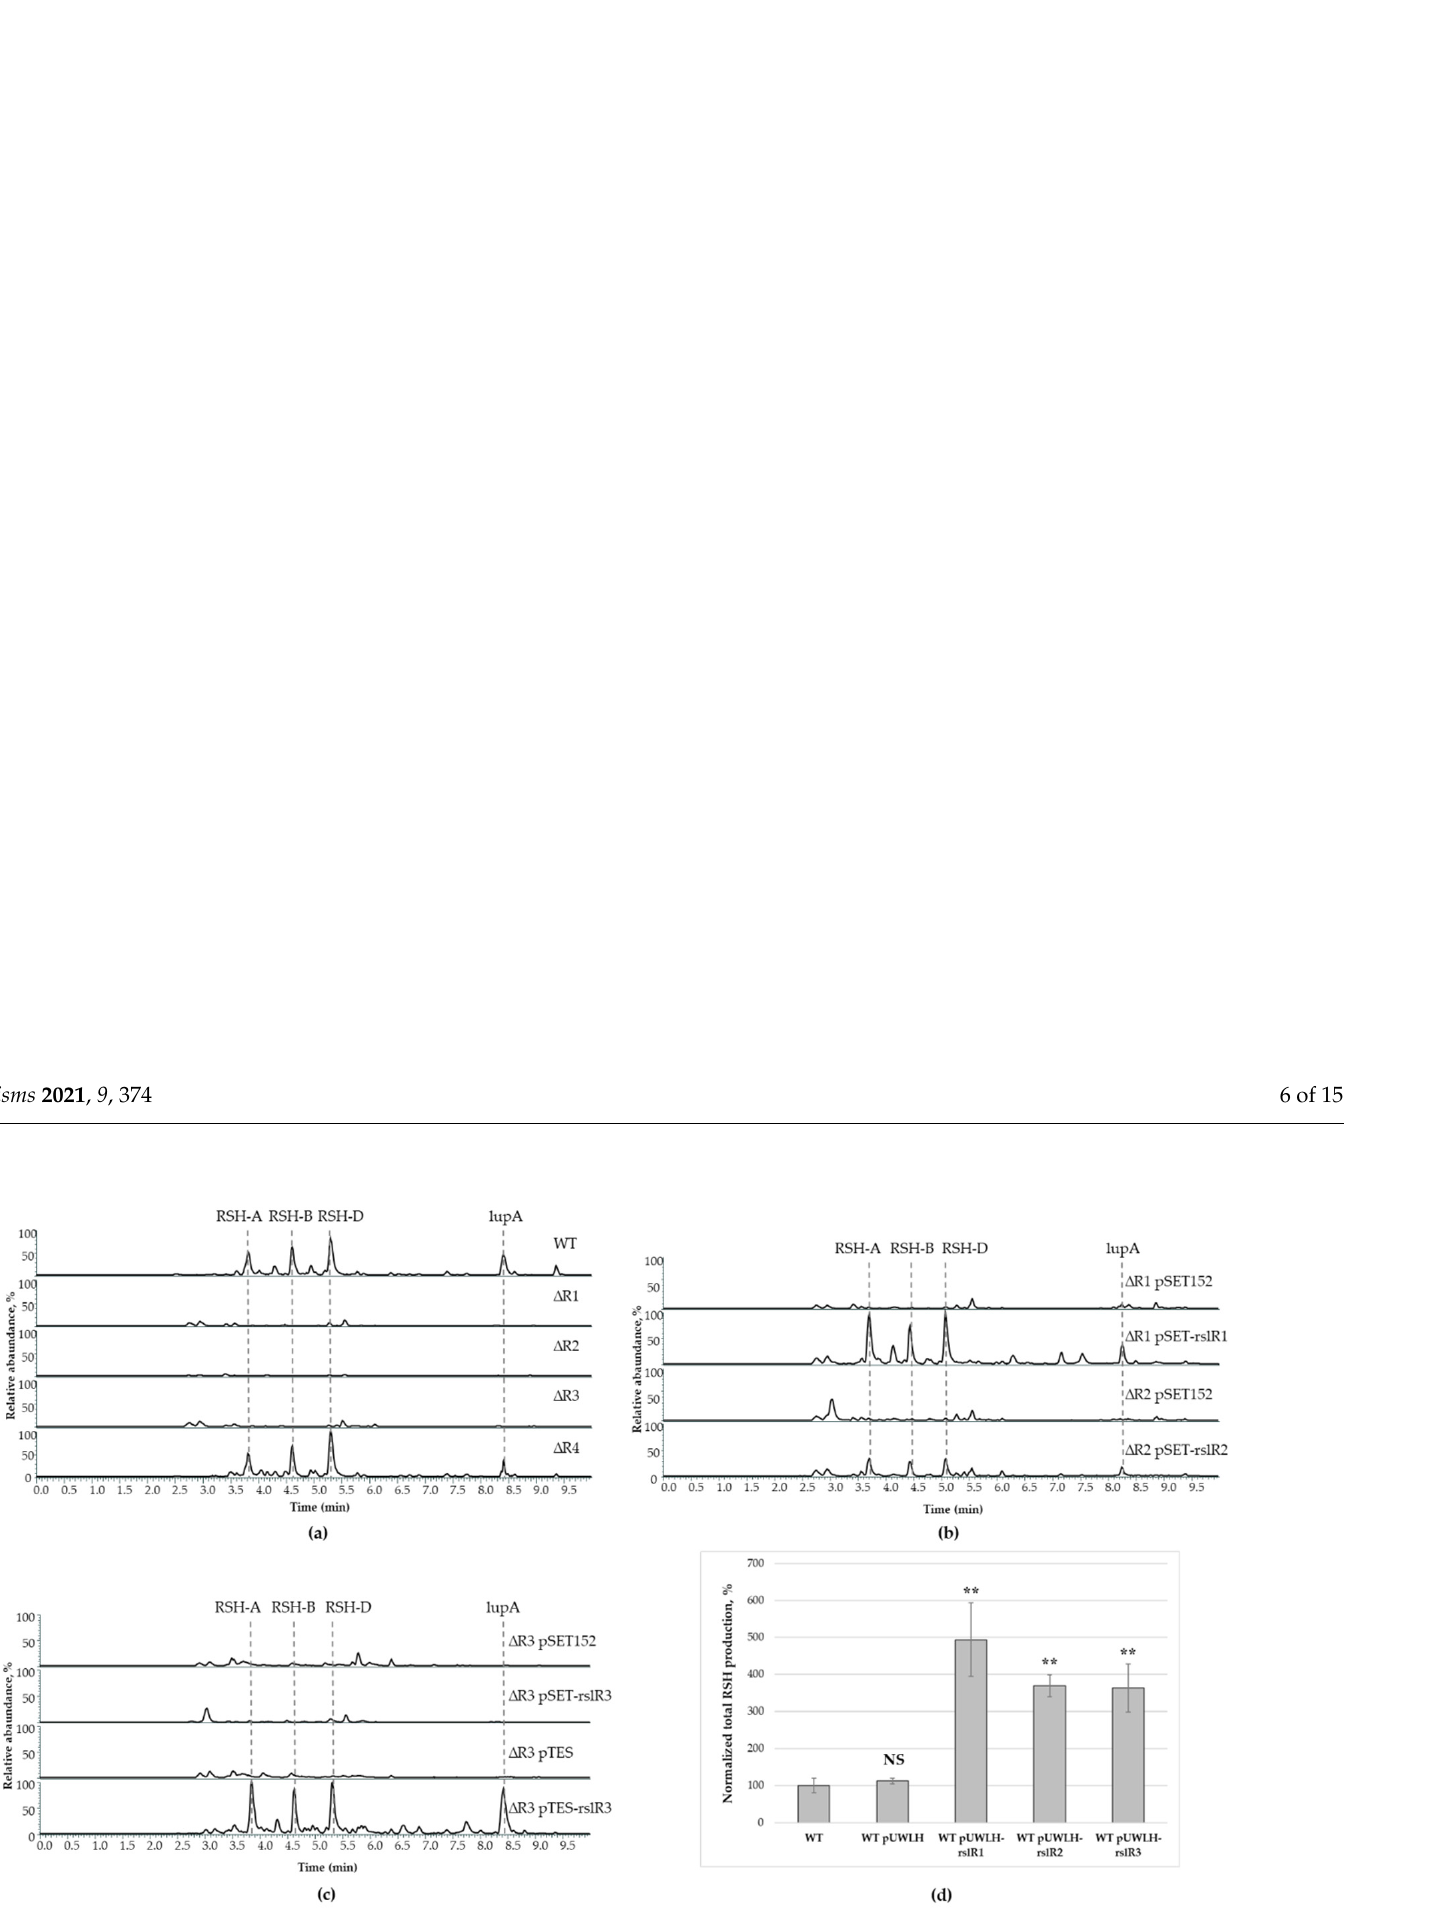 isms 2021, 9, 374
6 of 15
RSH-A RSH-B RSH-D lupA
Relative abaundance, %
100
50
WT
100
50
ΔR1
100
50
ΔR2
100
50
ΔR3
100
50
0
ΔR4
0.0 0.5 1.0 1.5 2.0 2.5 3.0 3.5 4.0 4.5 5.0 5.5 6.0 6.5 7.0 7.5 8.0 8.5 9.0 9.5
Time (min)
(a)
RSH-A RSH-B RSH-D lupA
Relative abaundance, %
100
50
ΔR1 pSET152
100
50
ΔR1 pSET-rslR1
100
50
ΔR2 pSET152
100
50
0
ΔR2 pSET-rslR2
0.0 0.5 1.0 1.5 2.0 2.5 3.0 3.5 4.0 4.5 5.0 5.5 6.0 6.5 7.0 7.5 8.0 8.5 9.0 9.5
Time (min)
(b)
RSH-A RSH-B RSH-D lupA
Relative abaundance, %
100
50
ΔR3 pSET152
100
50
ΔR3 pSET-rslR3
100
50
ΔR3 pTES
100
50
0
ΔR3 pTES-rslR3
0.0 0.5 1.0 1.5 2.0 2.5 3.0 3.5 4.0 4.5 5.0 5.5 6.0 6.5 7.0 7.5 8.0 8.5 9.0 9.5
Time (min)
(c)
Normalized total RSH production, %
700
600
500
400
300
200
100
0
NS
**
**
**
WT WT pUWLH WT pUWLH- WT pUWLH- WT pUWLH-
rslR1 rslR2 rslR3
(d)